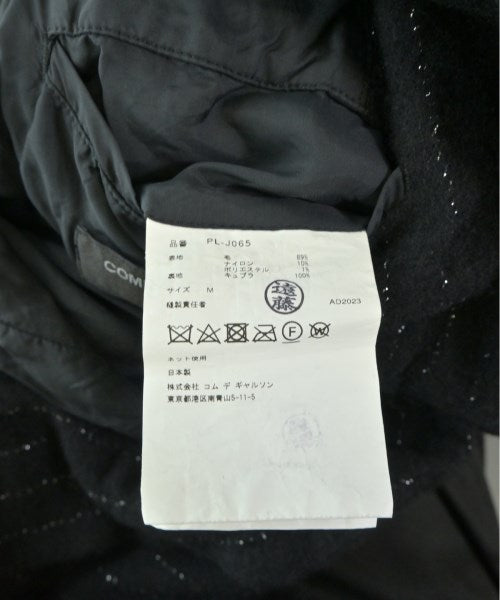 COM
品番 PL-J065
表地 毛 89%
ナイロン 10%
ポリエステル 1%
裏地 キュプラ 100%
サイズ M
縫製責任者 遠藤 AD2023
F W
ネット使用
日本製
株式会社 コム デ ギャルソン
東京都港区南青山5-11-5